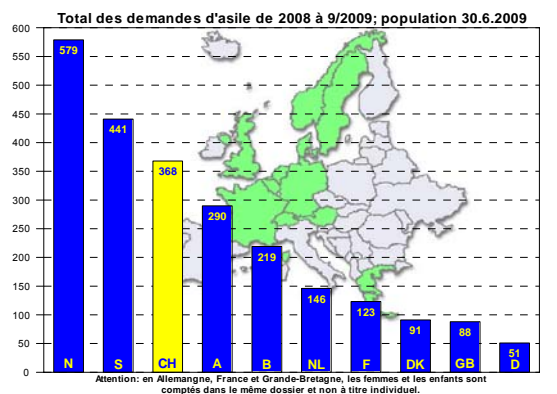 Total des demandes d'asile de 2008 à 9/2009; population 30.6.2009
600
550
500
450
400
350
300
250
200
150
100
50
0
579
441
368
290
219
146
123
91
88
51
N
S
CH
A
B
NL
F
DK
GB
D
Attention: en Allemangne, France et Grande-Bretagne, les femmes et les enfants sont
comptés dans le même dossier et non à titre individuel.